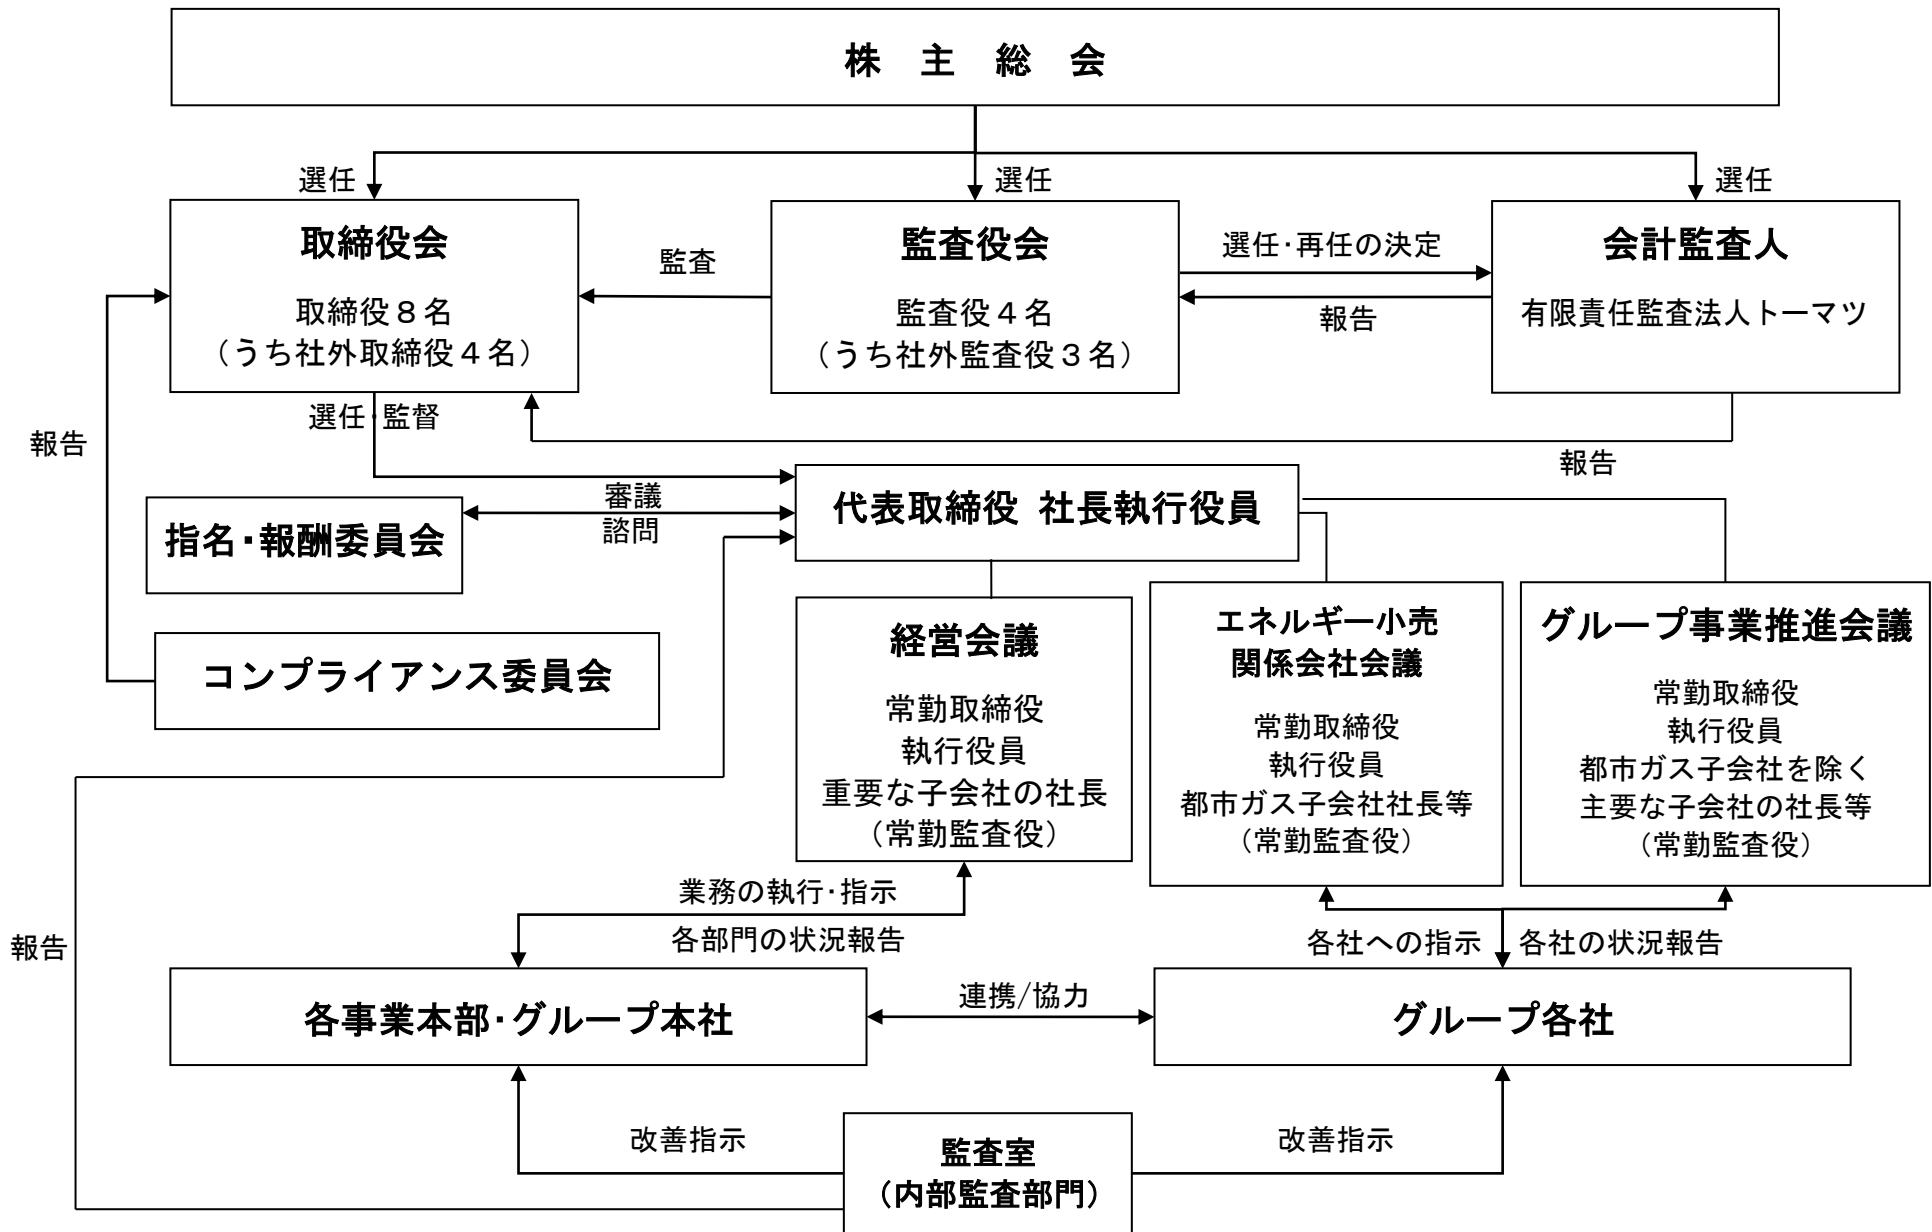 株 主 総 会
選任
選任
選任
取締役会
取締役８名
（うち社外取締役４名）
監査
監査役会
監査役４名
（うち社外監査役３名）
選任・再任の決定
報告
会計監査人
有限責任監査法人トーマツ
選任・監督
報告
報告
代表取締役 社長執行役員
審議
諮問
指名・報酬委員会
コンプライアンス委員会
経営会議
常勤取締役
執行役員
重要な子会社の社長
（常勤監査役）
エネルギー小売
関係会社会議
常勤取締役
執行役員
都市ガス子会社社長等
（常勤監査役）
グループ事業推進会議
常勤取締役
執行役員
都市ガス子会社を除く
主要な子会社の社長等
（常勤監査役）
業務の執行・指示
各部門の状況報告
各社への指示
各社の状況報告
報告
各事業本部・グループ本社
連携/協力
グループ各社
改善指示
改善指示
監査室
（内部監査部門）